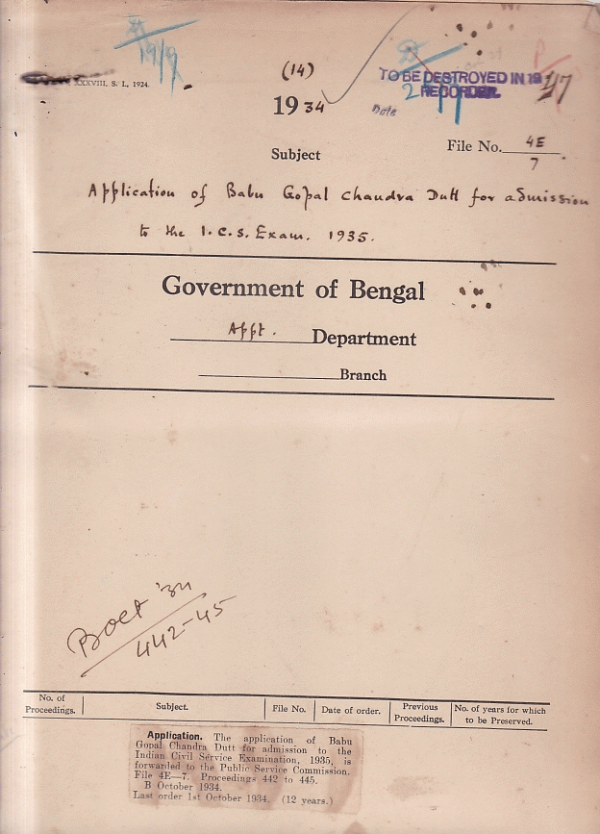 19/9
XXXVIII, S. I., 1924.
(14)
1934
TO BE DESTROYED IN 19
RECORDER.
Date
File No. 4E
7
Subject
Application of Babu Gopal Chandra Dutt for admission
to the I.C.S. Exam. 1935.
Government of Bengal
Appt. Department
Branch
B Oct '34
442-45
No. of Proceedings. Subject. File No. Date of order. Previous Proceedings. No. of years for which to be Preserved.
Application. The application of Babu
Gopal Chandra Dutt for admission to the
Indian Civil Service Examination, 1935, is
forwarded to the Public Service Commission.
File 4E—7. Proceedings 442 to 445.
B October 1934.
Last order 1st October 1934. (12 years.)